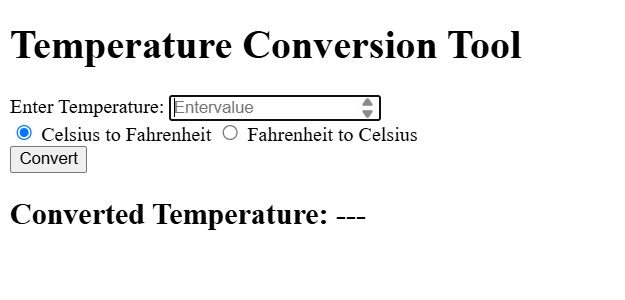 Temperature Conversion Tool
Enter Temperature: Entervalue
Celsius to Fahrenheit Fahrenheit to Celsius
Convert
Converted Temperature: ---